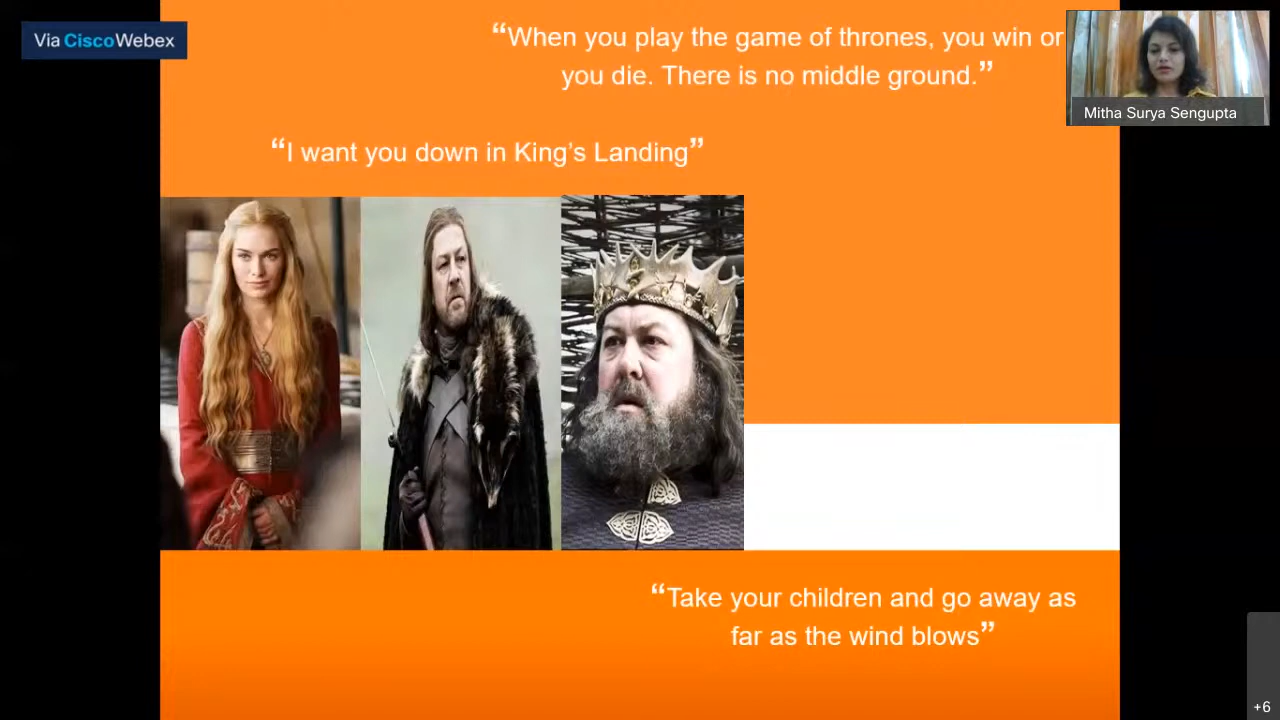 Via Cisco Webex
“When you play the game of thrones, you win or
you die. There is no middle ground.”
Mitha Surya Sengupta
“I want you down in King’s Landing”
“Take your children and go away as
far as the wind blows”
+6